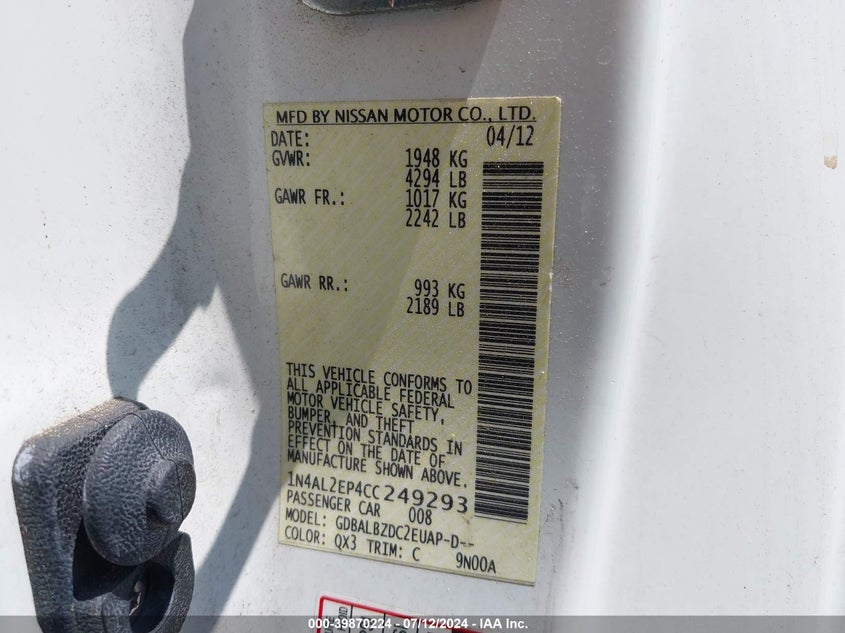 MFD BY NISSAN MOTOR CO., LTD.
DATE: 04/12
GVWR: 1948 KG
4294 LB
GAWR FR.: 1017 KG
2242 LB
GAWR RR.: 993 KG
2189 LB
THIS VEHICLE CONFORMS TO
ALL APPLICABLE FEDERAL
MOTOR VEHICLE SAFETY,
BUMPER, AND THEFT
PREVENTION STANDARDS IN
EFFECT ON THE DATE OF
MANUFACTURE SHOWN ABOVE.
1N4AL2EP4CC249293
PASSENGER CAR 008
MODEL: GDBALBZDC2EUAP-D--
COLOR: QX3 TRIM: C 9N00A
000-39870224 - 07/12/2024 - IAA Inc.